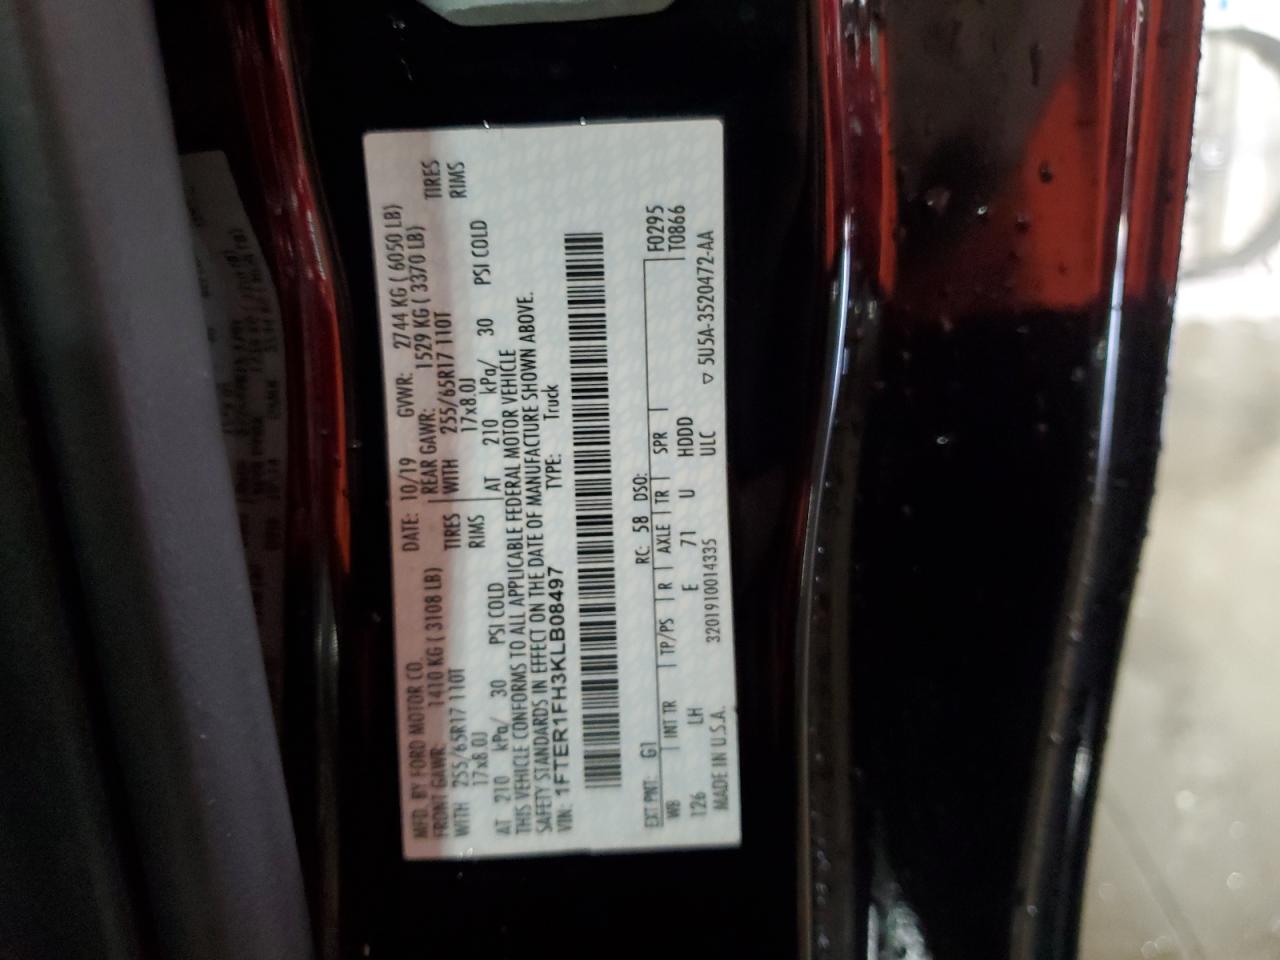 MFD. BY FORD MOTOR CO. DATE: 10/19 GVWR: 2744 KG ( 6050 LB)
FRONT GAWR: 1410 KG ( 3108 LB) REAR GAWR: 1529 KG ( 3370 LB)
WITH 255/65R17 110T TIRES WITH 255/65R17 110T TIRES
17x8.0J RIMS 17x8.0J RIMS
AT 210 kPa/ 30 PSI COLD AT 210 kPa/ 30 PSI COLD
THIS VEHICLE CONFORMS TO ALL APPLICABLE FEDERAL MOTOR VEHICLE
SAFETY STANDARDS IN EFFECT ON THE DATE OF MANUFACTURE SHOWN ABOVE.
VIN: 1FTER1FH3KLB08497 TYPE: Truck
EXT PNT: G1 RC: 58 DSO: F0295
WB INT TR TP/PS R AXLE TR SPR T0866
126 LH E 71 U HDDD
MADE IN U.S.A. 3201910014335 ULC ▽ 5U5A-3520472-AA